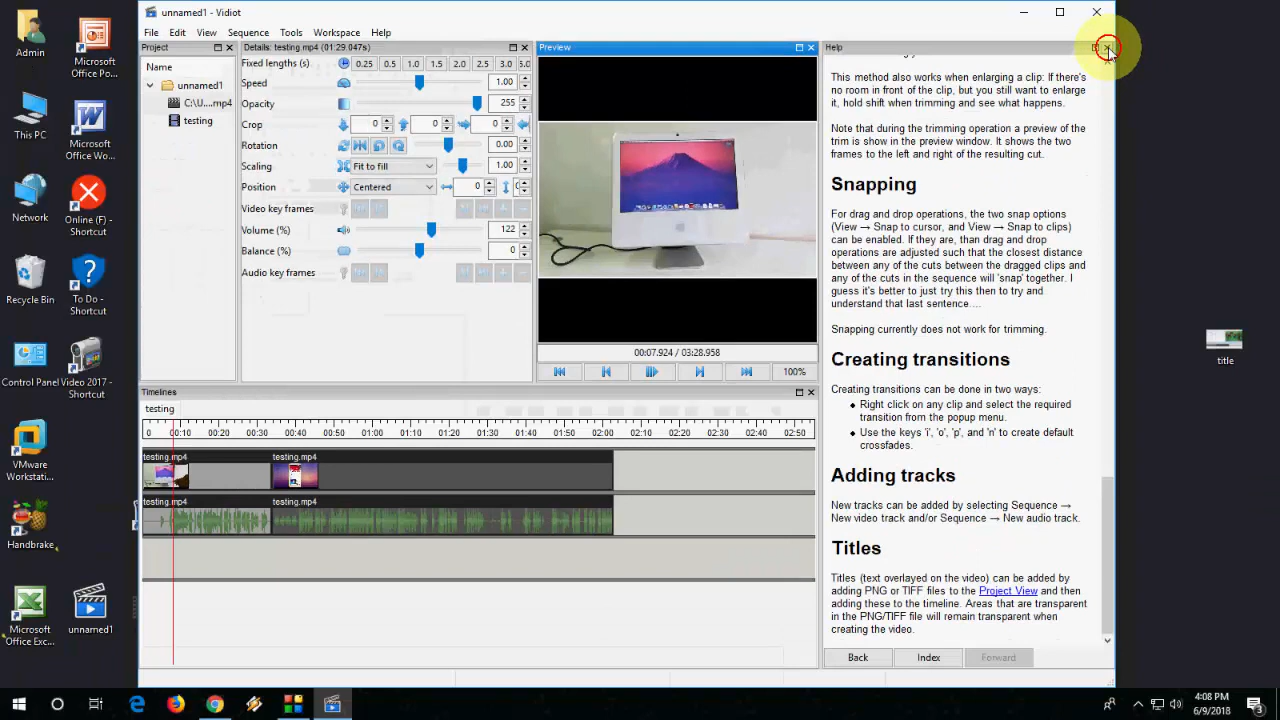 unnamed1 - Vidiot
File Edit View Sequence Tools Workspace Help
Project
Name
unnamed1
C:\U....mp4
testing
Details: testing.mp4 (01:29.047s)
Fixed lengths (s) 0.25 0.5 1.0 1.5 2.0 2.5 3.0 3.0
Speed 1.00
Opacity 255
Crop 0 0 0
Rotation 0.00
Scaling Fit to fill 1.00
Position Centered 0
Video key frames
Volume (%) 122
Balance (%) 0
Audio key frames
Preview
00:07.924 / 03:28.958
100%
Help
This method also works when enlarging a clip. If there's
no room in front of the clip, but you still want to enlarge
it, hold shift when trimming and see what happens.
Note that during the trimming operation a preview of the
trim is show in the preview window. It shows the two
frames to the left and right of the resulting cut.
Snapping
For drag and drop operations, the two snap options
(View → Snap to cursor, and View → Snap to clips)
can be enabled. If they are, than drag and drop
operations are adjusted such that the closest distance
between any of the cuts between the dragged clips and
any of the cuts in the sequence will 'snap' together. I
guess it's better to just try this then to try and
understand that last sentence....
Snapping currently does not work for trimming.
Creating transitions
Creating transitions can be done in two ways:
Right click on any clip and select the required
transition from the popup menu.
Use the keys 'i', 'o', 'p', and 'n' to create default
crossfades.
Adding tracks
New tracks can be added by selecting Sequence →
New video track and/or Sequence → New audio track.
Titles
Titles (text overlayed on the video) can be added by
adding PNG or TIFF files to the Project View and then
adding these to the timeline. Areas that are transparent
in the PNG/TIFF file will remain transparent when
creating the video.
Back Index Forward
Timelines
testing
0 00:10 00:20 00:30 00:40 00:50 01:00 01:10 01:20 01:30 01:40 01:50 02:00 02:10 02:20 02:30 02:40 02:50
testing.mp4 testing.mp4
testing.mp4 testing.mp4
Admin
Microsoft
Office Po...
This PC
Microsoft
Office Wo...
Network
Online (F) -
Shortcut
Recycle Bin
To Do -
Shortcut
Control Panel
Video 2017 -
Shortcut
VMware
Workstati...
Handbrake
Microsoft
Office Exc...
unnamed1
title
4:08 PM
6/9/2018
3